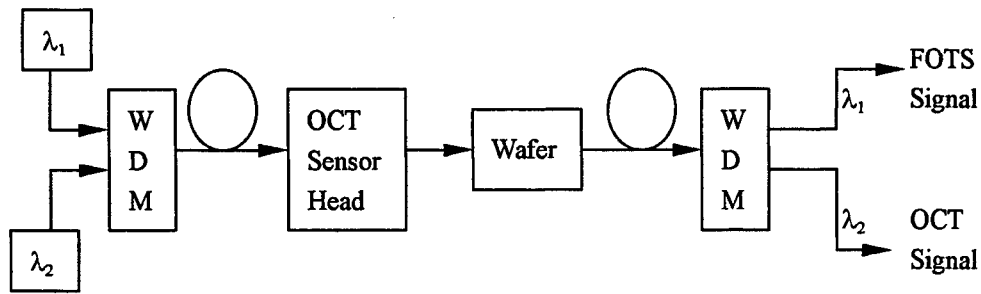 λ₁
λ₂
W
D
M
OCT
Sensor
Head
Wafer
W
D
M
λ₁
FOTS
Signal
λ₂
OCT
Signal